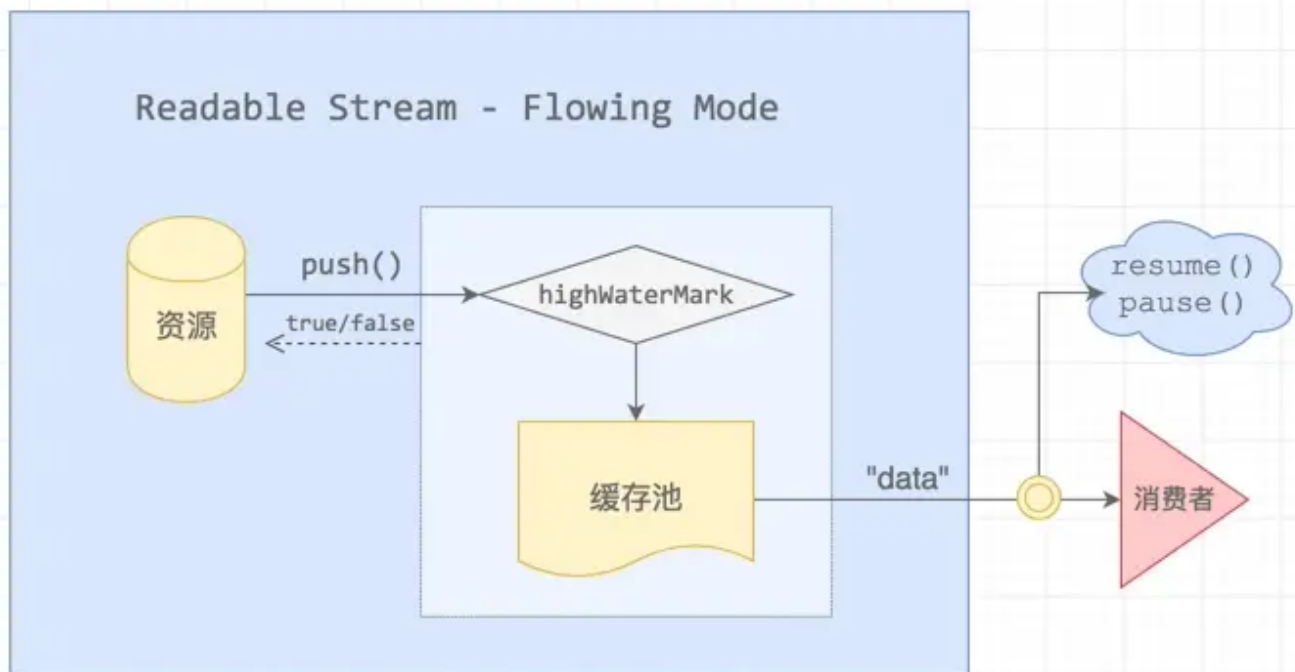 Readable Stream - Flowing Mode
push()
true/false
资源
highWaterMark
缓存池
"data"
resume()
pause()
消费者